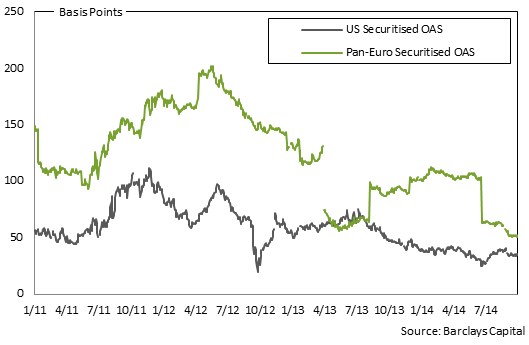 Basis Points
US Securitised OAS
Pan-Euro Securitised OAS
250
200
150
100
50
0
1/11 4/11 7/11 10/11 1/12 4/12 7/12 10/12 1/13 4/13 7/13 10/13 1/14 4/14 7/14
Source: Barclays Capital